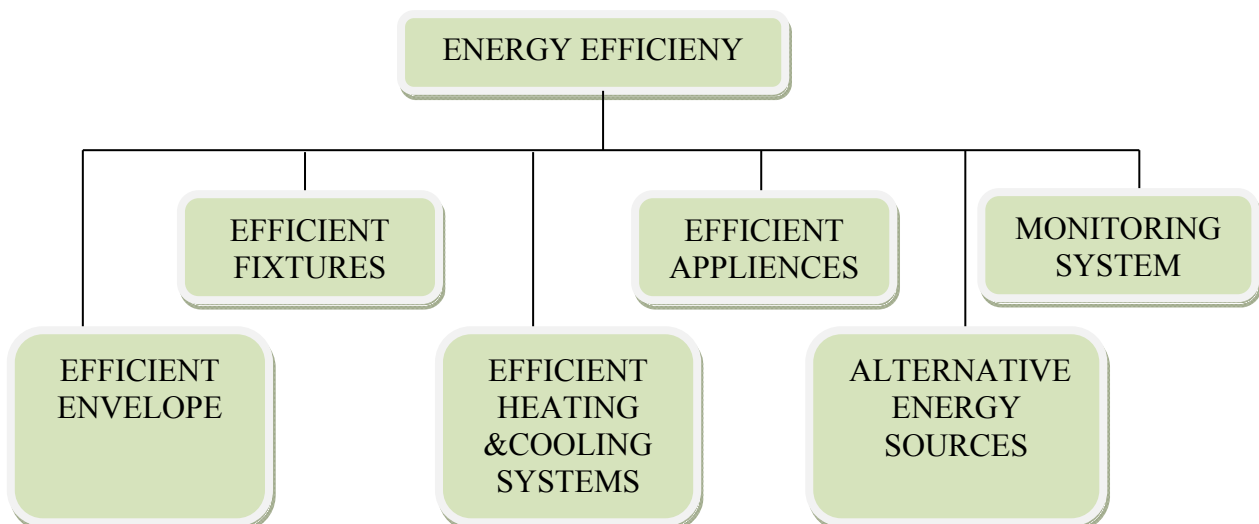 ENERGY EFFICIENY
EFFICIENT
FIXTURES
EFFICIENT
APPLIENCES
MONITORING
SYSTEM
EFFICIENT
ENVELOPE
EFFICIENT
HEATING
&COOLING
SYSTEMS
ALTERNATIVE
ENERGY
SOURCES